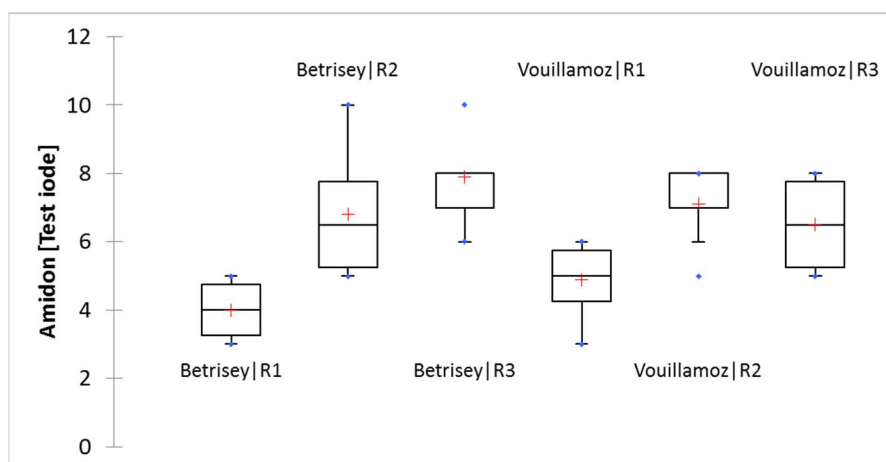 Amidon [Test iode]
12
10
8
6
4
2
0
Betrisey|R2
Vouillamoz|R1
Vouillamoz|R3
Betrisey|R1
Betrisey|R3
Vouillamoz|R2